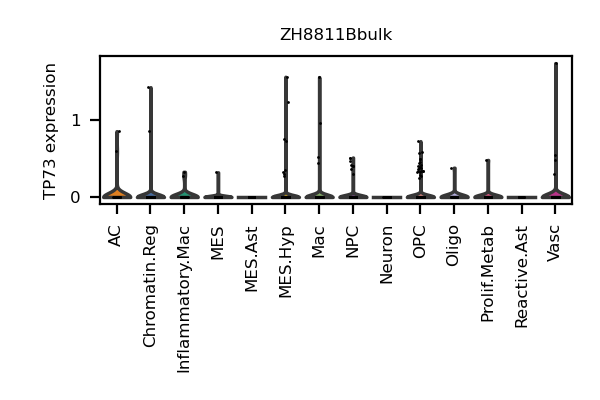 ZH8811Bbulk
TP73 expression
1
0
AC
Chromatin.Reg
Inflammatory.Mac
MES
MES.Ast
MES.Hyp
Mac
NPC
Neuron
OPC
Oligo
Prolif.Metab
Reactive.Ast
Vasc